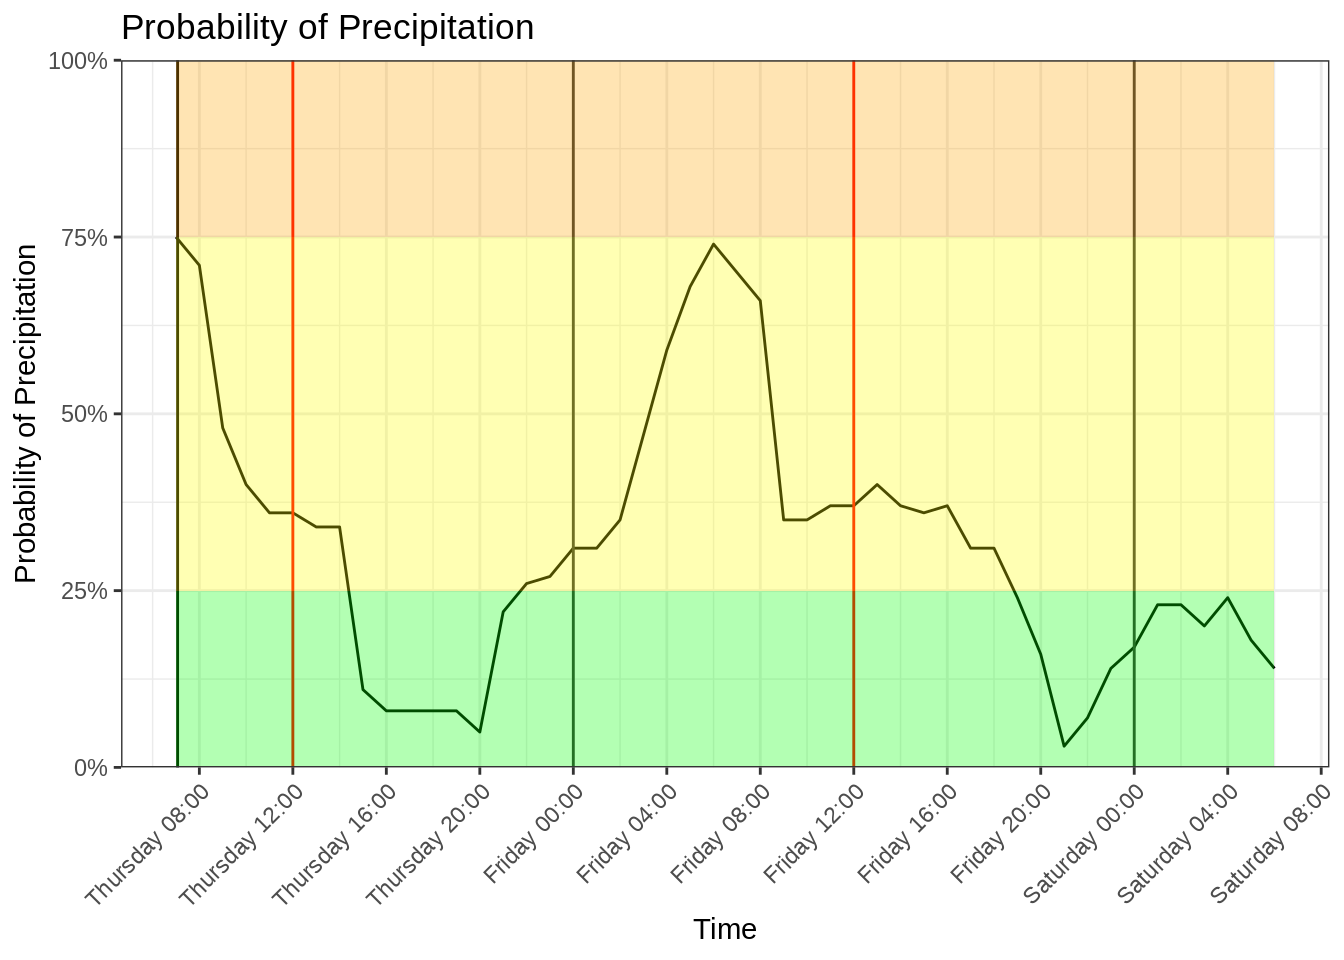 Probability of Precipitation
100%
75%
50%
25%
0%
Probability of Precipitation
Thursday 08:00
Thursday 12:00
Thursday 16:00
Thursday 20:00
Friday 00:00
Friday 04:00
Friday 08:00
Friday 12:00
Friday 16:00
Friday 20:00
Saturday 00:00
Saturday 04:00
Saturday 08:00
Time